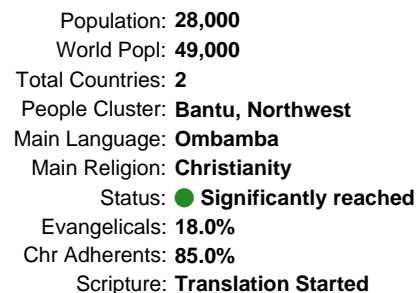 Population: 28,000
World Popl: 49,000
Total Countries: 2
People Cluster: Bantu, Northwest
Main Language: Ombamba
Main Religion: Christianity
Status: Significantly reached
Evangelicals: 18.0%
Chr Adherents: 85.0%
Scripture: Translation Started